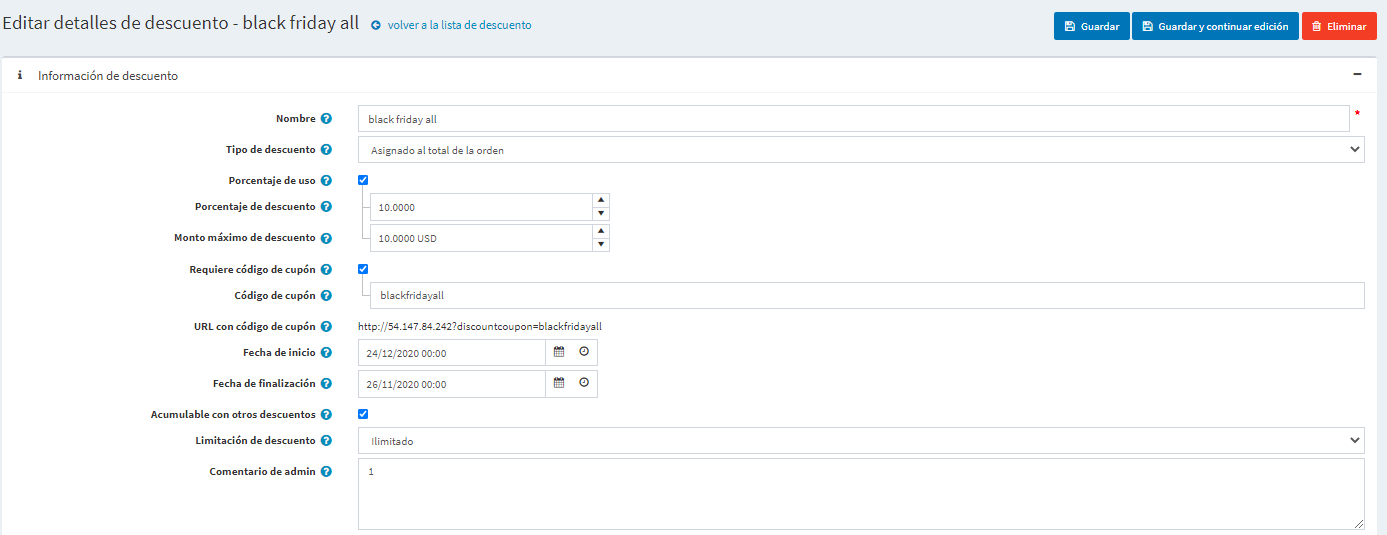 Editar detalles de descuento - black friday all volver a la lista de descuento Guardar Guardar y continuar edición Eliminar
Información de descuento
Nombre black friday all *
Tipo de descuento Asignado al total de la orden
Porcentaje de uso
Porcentaje de descuento 10.0000
Monto máximo de descuento 10.0000 USD
Requiere código de cupón
Código de cupón blackfridayall
URL con código de cupón http://54.147.84.242?discountcoupon=blackfridayall
Fecha de inicio 24/12/2020 00:00
Fecha de finalización 26/11/2020 00:00
Acumulable con otros descuentos
Limitación de descuento Ilimitado
Comentario de admin 1